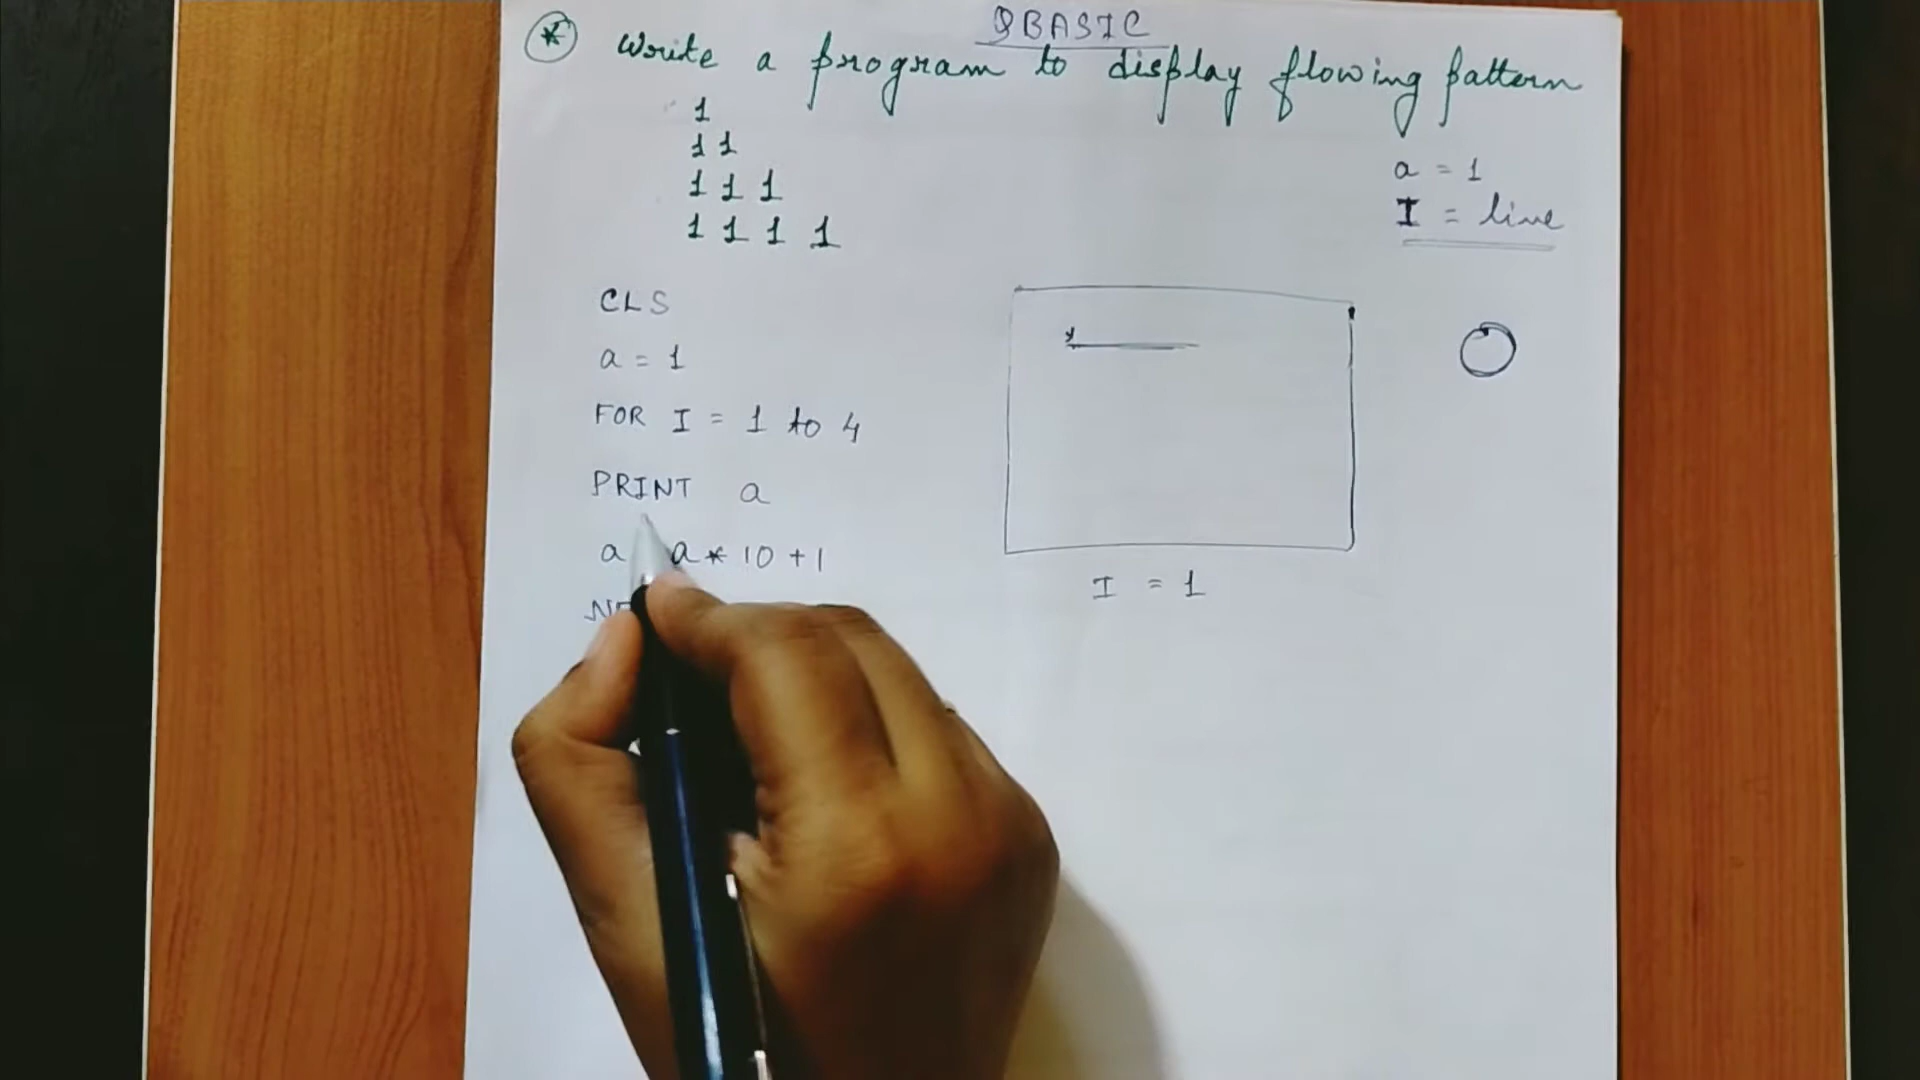 QBASIC
* Write a program to display flowing pattern
1
1 1
1 1 1
1 1 1 1
a = 1
I = line
CLS
a = 1
FOR I = 1 to 4
PRINT a
a a * 10 + 1
I = 1